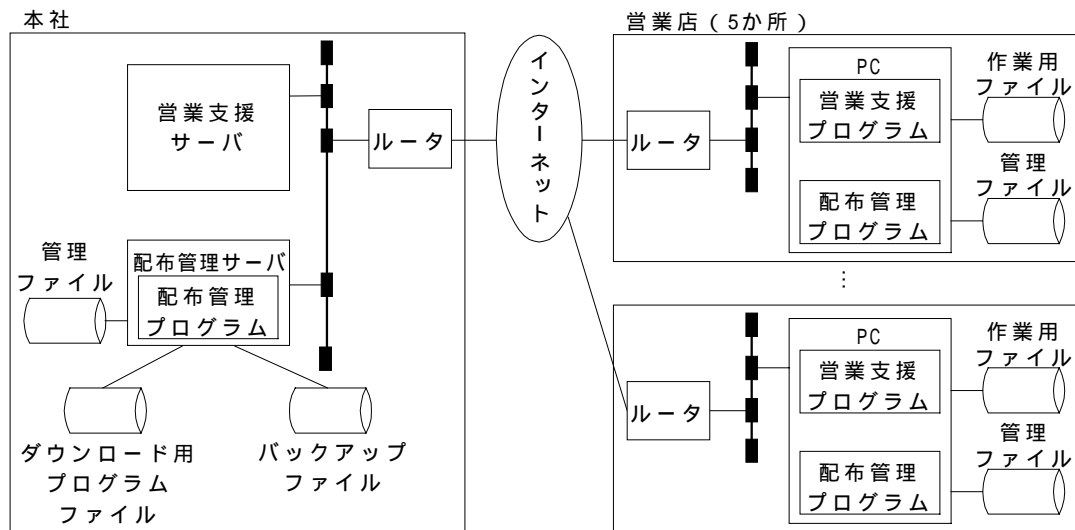 本社
営業支援
サーバ
ルータ
管理
ファイル
配布管理サーバ
配布管理
プログラム
ダウンロード用
プログラム
ファイル
バックアップ
ファイル
インターネット
営業店(5か所)
ルータ
PC
営業支援
プログラム
配布管理
プログラム
作業用
ファイル
管理
ファイル
…
ルータ
PC
営業支援
プログラム
配布管理
プログラム
作業用
ファイル
管理
ファイル